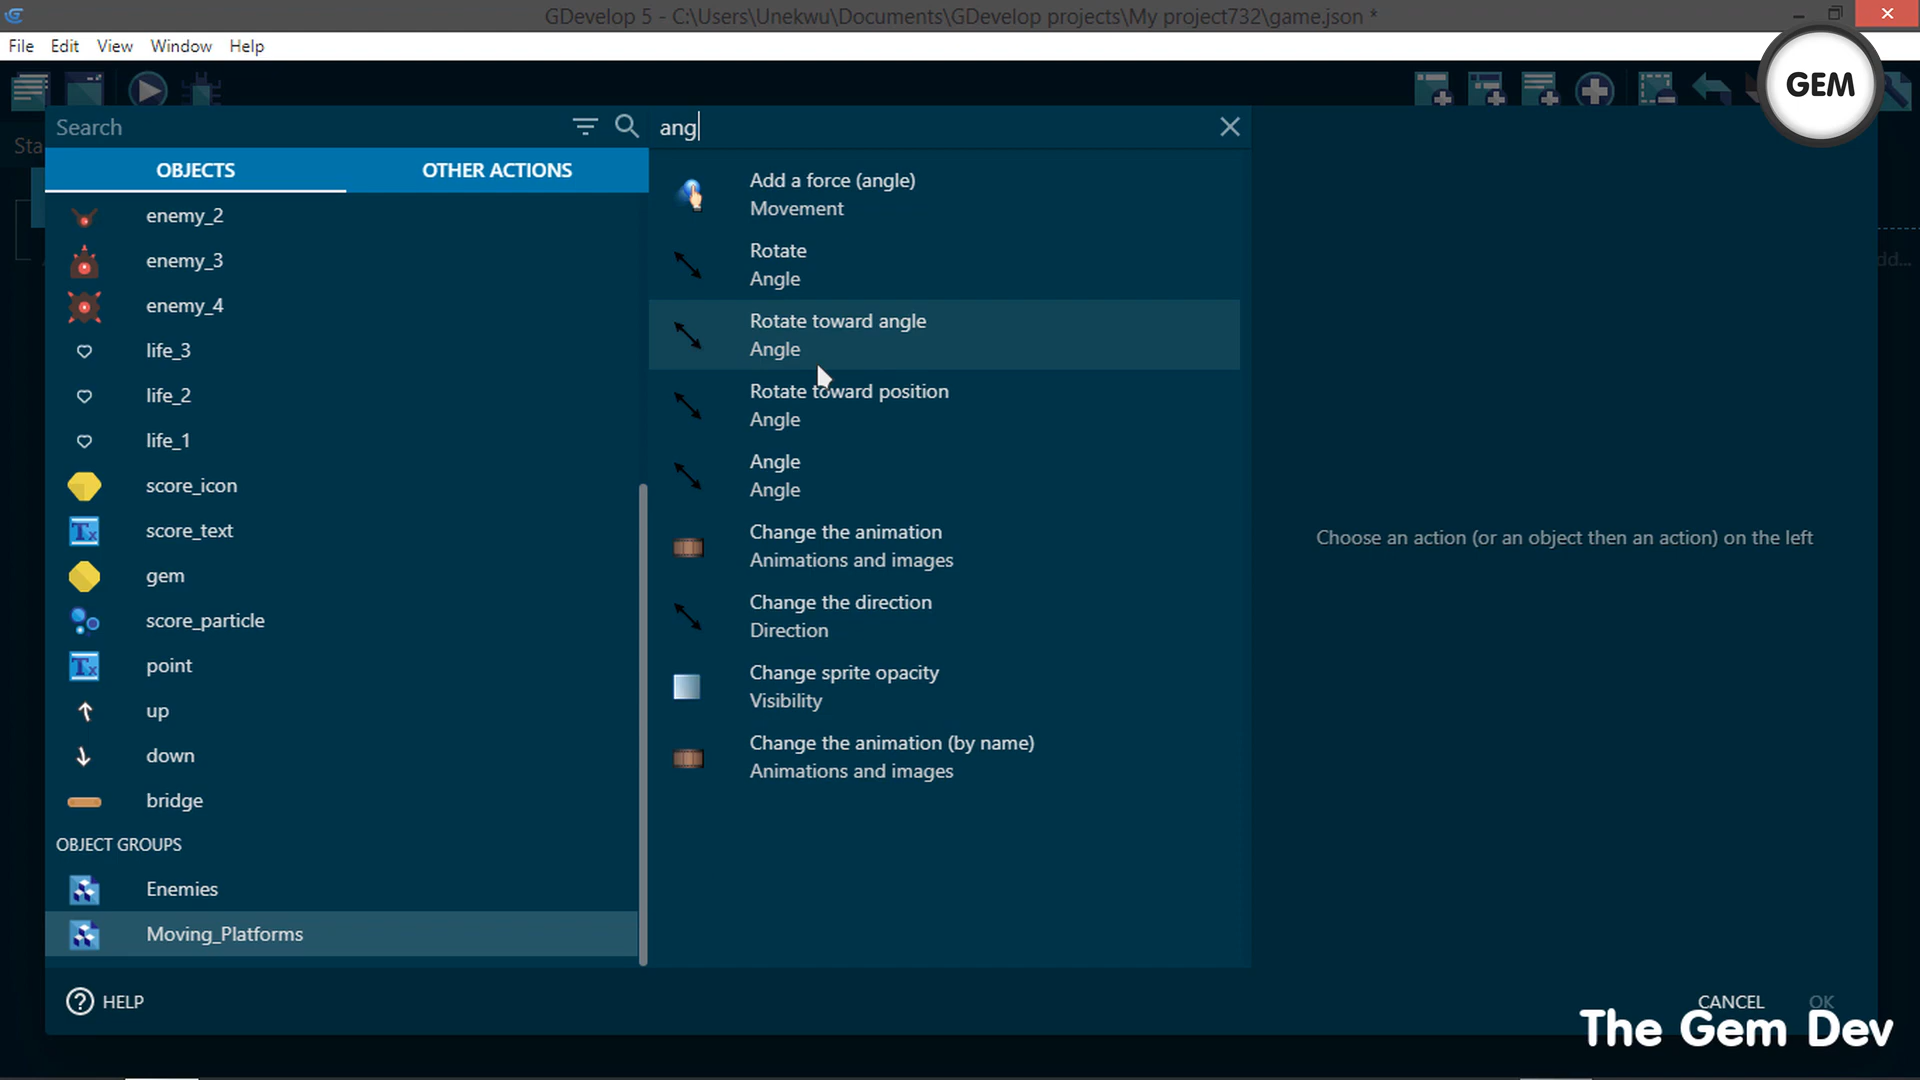 GDevelop 5 - C:\Users\Unekwu\Documents\GDevelop projects\My project732\game.json *
File Edit View Window Help
GEM
Search
ang
Sta
OBJECTS
OTHER ACTIONS
enemy_2
enemy_3
enemy_4
life_3
life_2
life_1
score_icon
Tx score_text
gem
score_particle
Tx point
up
down
bridge
OBJECT GROUPS
Enemies
Moving_Platforms
Add a force (angle)
Movement
Rotate
Angle
Rotate toward angle
Angle
Rotate toward position
Angle
Angle
Angle
Change the animation
Animations and images
Change the direction
Direction
Change sprite opacity
Visibility
Change the animation (by name)
Animations and images
dd...
Choose an action (or an object then an action) on the left
? HELP
CANCEL
OK
The Gem Dev